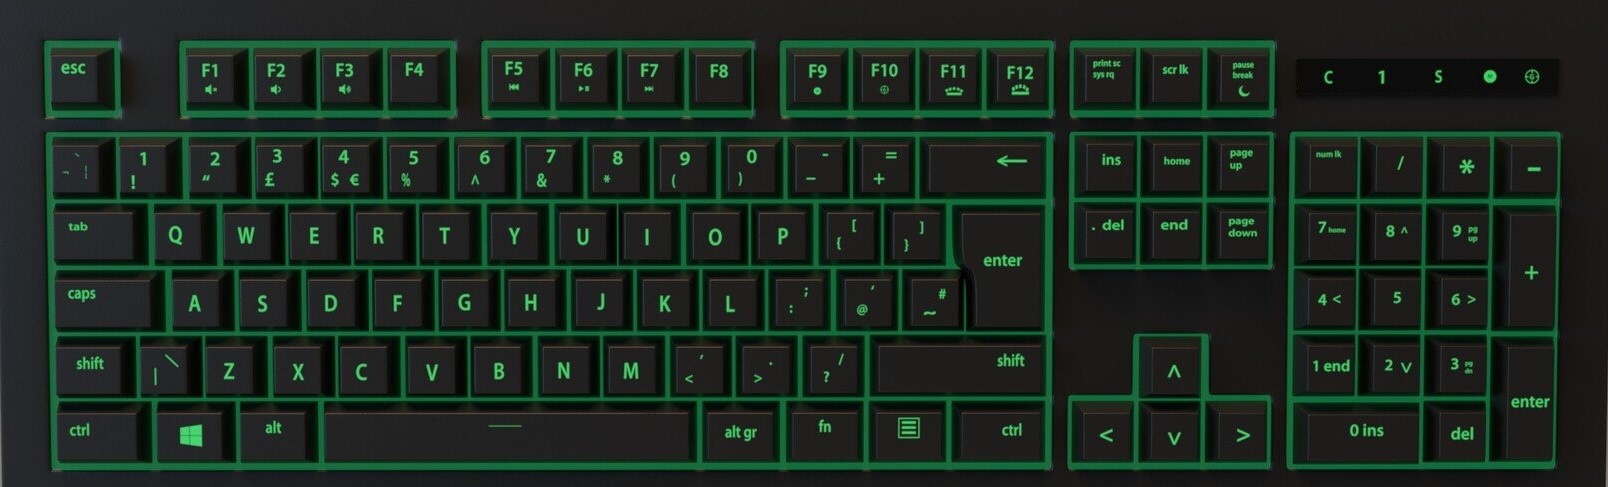 esc F1 F2 F3 F4 F5 F6 F7 F8 F9 F10 F11 F12 print sc sys rq scr lk pause break C 1 S
` ¬ ¦ 1 ! 2 “ 3 £ 4 $ € 5 % 6 ^ 7 & 8 * 9 ( 0 ) - _ = + ← ins home page up num lk / * -
tab Q W E R T Y U I O P [ { ] } enter . del end page down 7 home 8 ^ 9 pg up +
caps A S D F G H J K L ; : ' @ # ~ 4 < 5 6 >
shift \ | Z X C V B N M , < . > / ? shift ^ 1 end 2 v 3 pg dn enter
ctrl alt alt gr fn ctrl < v > 0 ins del